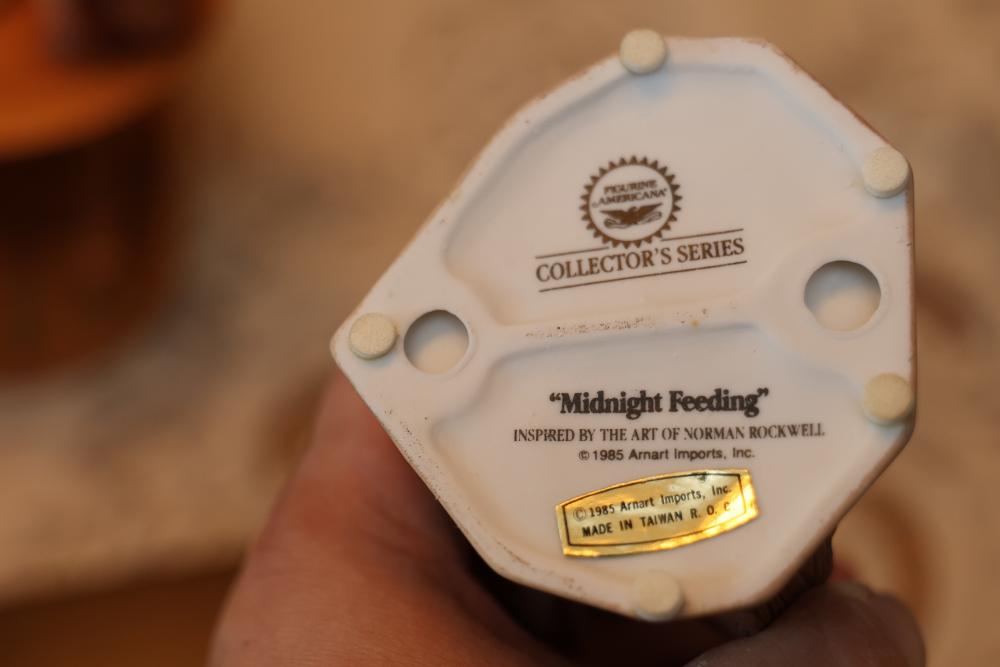 FIGURINE
AMERICANA
COLLECTOR'S SERIES
“Midnight Feeding”
INSPIRED BY THE ART OF NORMAN ROCKWELL
© 1985 Arnart Imports, Inc.
© 1985 Arnart Imports, Inc.
MADE IN TAIWAN R. O. C